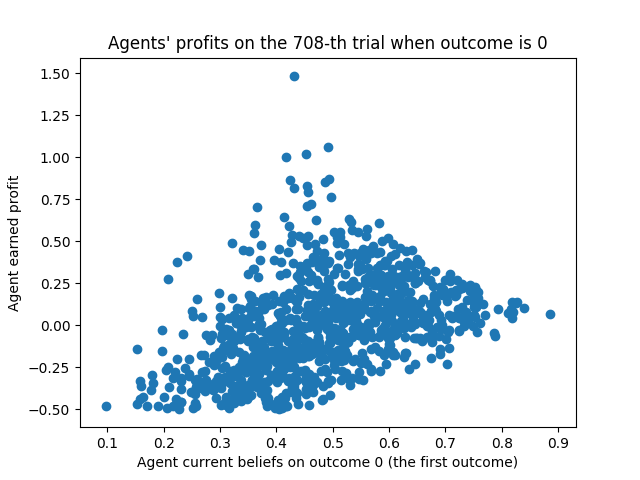 Agents' profits on the 708-th trial when outcome is 0
1.50
1.25
1.00
0.75
0.50
0.25
0.00
−0.25
−0.50
Agent earned profit
0.1 0.2 0.3 0.4 0.5 0.6 0.7 0.8 0.9
Agent current beliefs on outcome 0 (the first outcome)